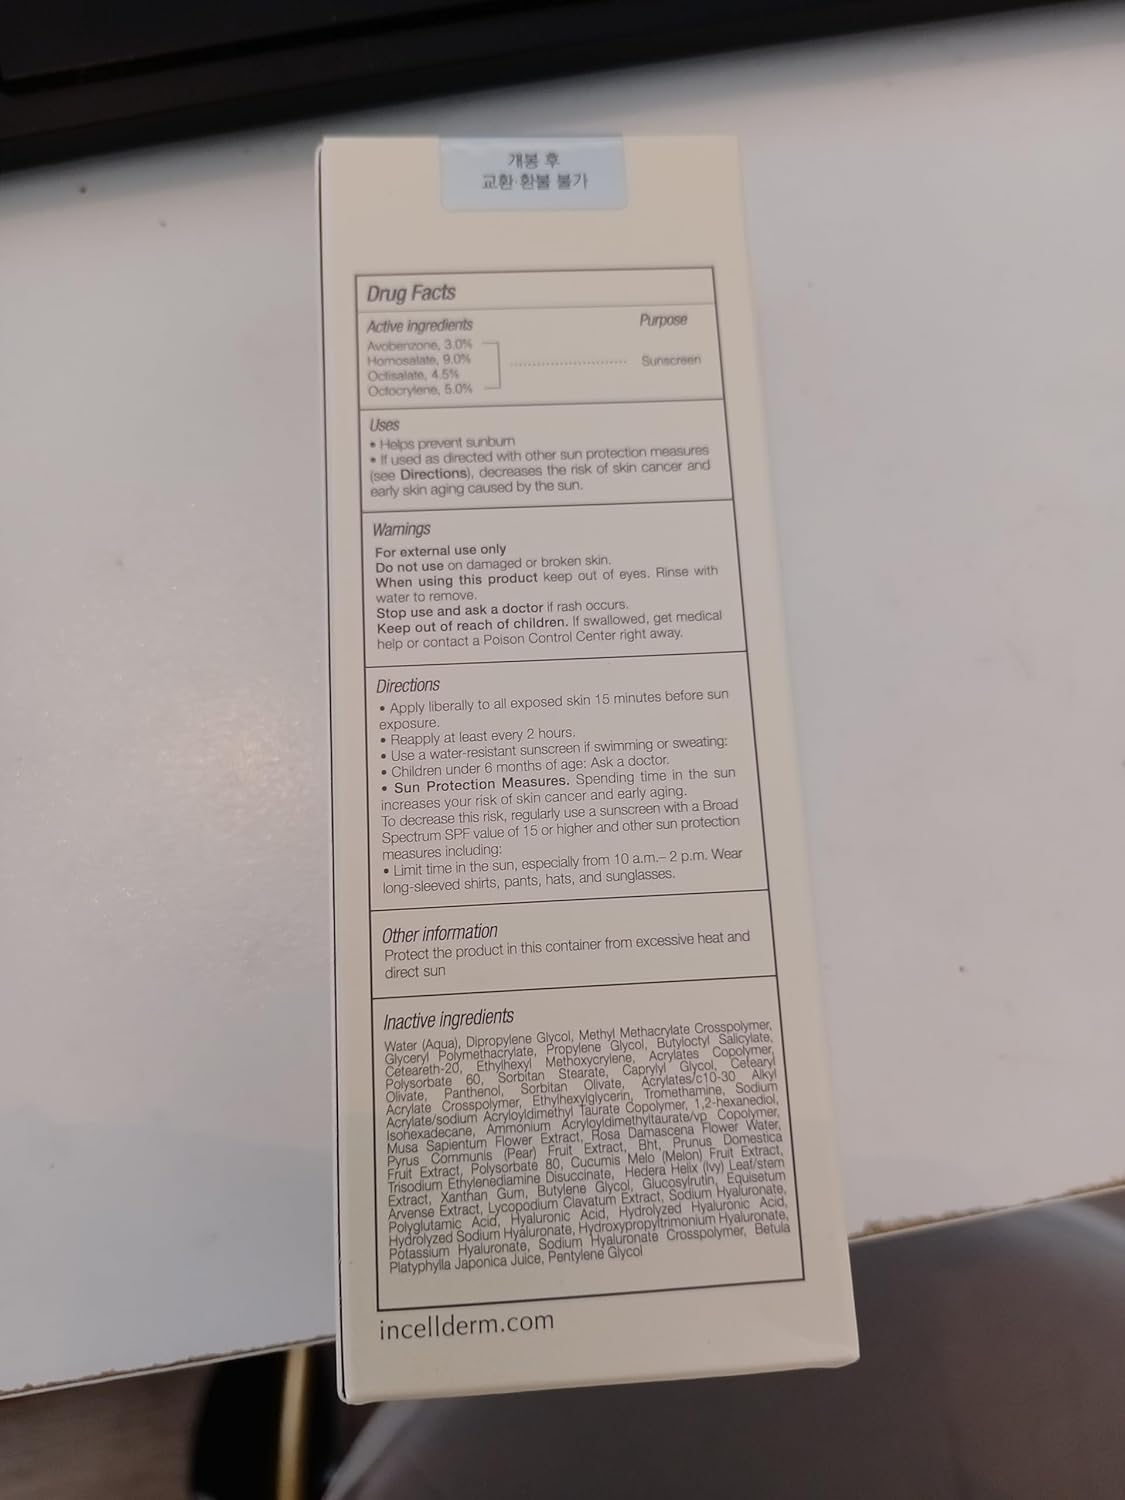 개봉 후
교환·환불 불가
Drug Facts
Active ingredients
Purpose
Avobenzone, 3.0%
Homosalate, 9.0%
Octisalate, 4.5%
Octocrylene, 5.0%
Sunscreen
Uses
• Helps prevent sunburn
• If used as directed with other sun protection measures
(see Directions), decreases the risk of skin cancer and
early skin aging caused by the sun.
Warnings
For external use only
Do not use on damaged or broken skin.
When using this product keep out of eyes. Rinse with
water to remove.
Stop use and ask a doctor if rash occurs.
Keep out of reach of children. If swallowed, get medical
help or contact a Poison Control Center right away.
Directions
• Apply liberally to all exposed skin 15 minutes before sun
exposure.
• Reapply at least every 2 hours.
• Use a water-resistant sunscreen if swimming or sweating:
• Children under 6 months of age: Ask a doctor.
• Sun Protection Measures. Spending time in the sun
increases your risk of skin cancer and early aging.
To decrease this risk, regularly use a sunscreen with a Broad
Spectrum SPF value of 15 or higher and other sun protection
measures including:
• Limit time in the sun, especially from 10 a.m.– 2 p.m. Wear
long-sleeved shirts, pants, hats, and sunglasses.
Other information
Protect the product in this container from excessive heat and
direct sun
Inactive ingredients
Water (Aqua), Dipropylene Glycol, Methyl Methacrylate Crosspolymer,
Glyceryl Polymethacrylate, Propylene Glycol, Butyloctyl Salicylate,
Ceteareth-20, Ethylhexyl Methoxycrylene, Acrylates Copolymer,
Polysorbate 60, Sorbitan Stearate, Caprylyl Glycol, Cetearyl
Olivate, Panthenol, Sorbitan Olivate, Acrylates/c10-30 Alkyl
Acrylate Crosspolymer, Ethylhexylglycerin, Tromethamine, Sodium
Acrylate/sodium Acryloyldimethyl Taurate Copolymer, 1,2-hexanediol,
Isohexadecane, Ammonium Acryloyldimethyltaurate/vp Copolymer,
Musa Sapientum Flower Extract, Rosa Damascena Flower Water,
Pyrus Communis (Pear) Fruit Extract, Bht, Prunus Domestica
Fruit Extract, Polysorbate 80, Cucumis Melo (Melon) Fruit Extract,
Trisodium Ethylenediamine Disuccinate, Hedera Helix (Ivy) Leaf/stem
Extract, Xanthan Gum, Butylene Glycol, Glucosylrutin, Equisetum
Arvense Extract, Lycopodium Clavatum Extract, Sodium Hyaluronate,
Polyglutamic Acid, Hyaluronic Acid, Hydrolyzed Hyaluronic Acid,
Hydrolyzed Sodium Hyaluronate, Hydroxypropyltrimonium Hyaluronate,
Potassium Hyaluronate, Sodium Hyaluronate Crosspolymer, Betula
Platyphylla Japonica Juice, Pentylene Glycol
incellderm.com